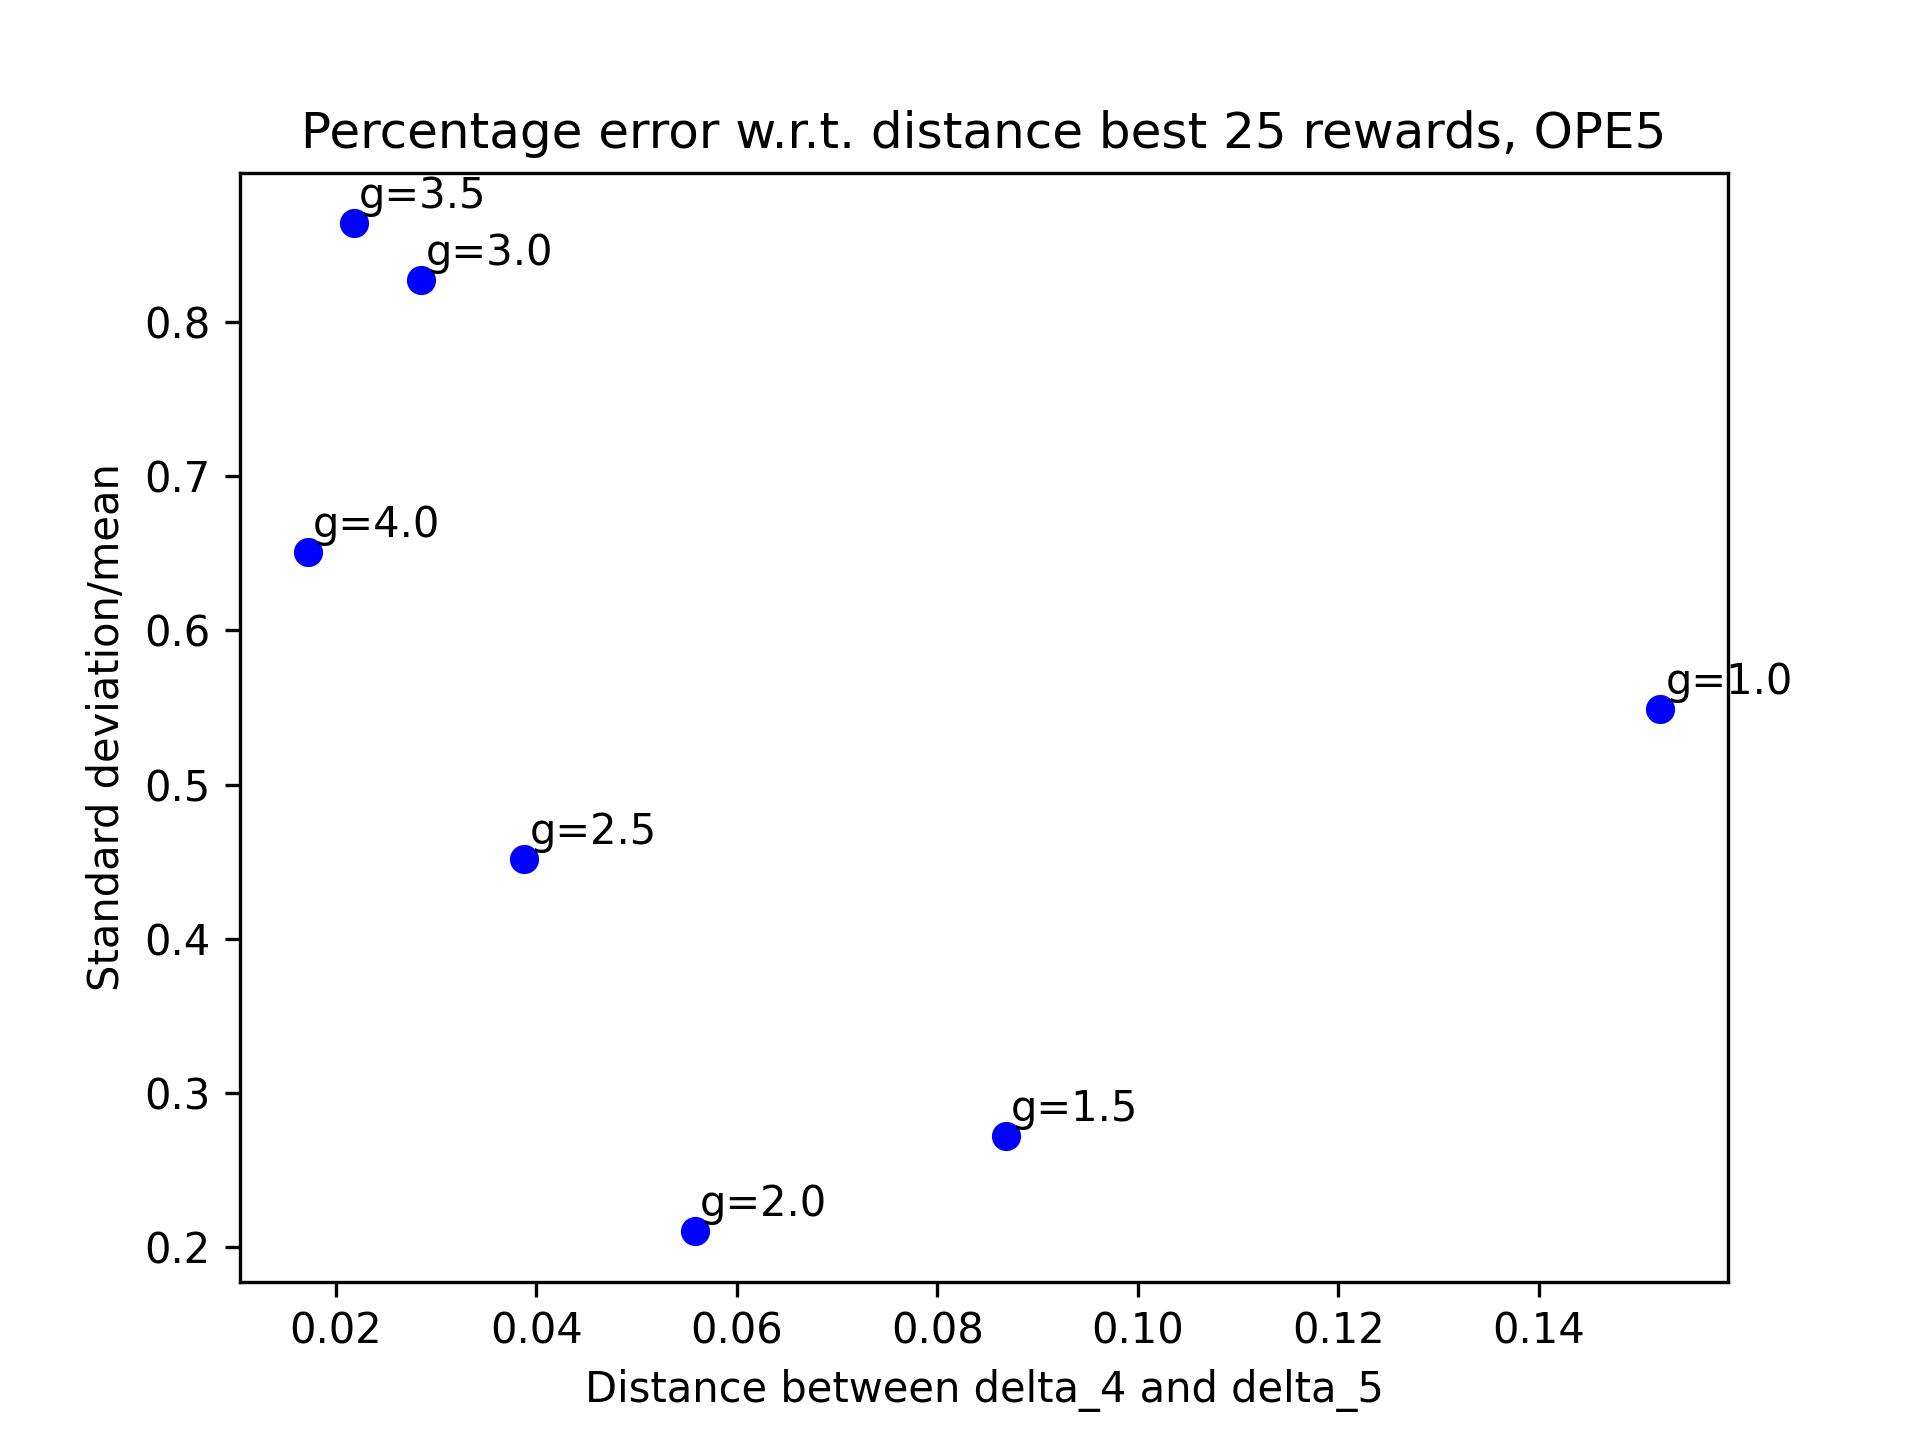 Percentage error w.r.t. distance best 25 rewards, OPE5
g=3.5
g=3.0
0.8
0.7
g=4.0
0.6
g=1.0
0.5
g=2.5
0.4
0.3
g=1.5
g=2.0
0.2
Standard deviation/mean
0.02 0.04 0.06 0.08 0.10 0.12 0.14
Distance between delta_4 and delta_5